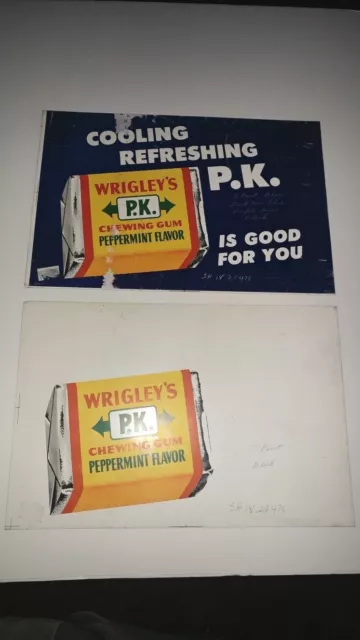 COOLING
REFRESHING
P.K.
WRIGLEY'S
P.K.
CHEWING GUM
PEPPERMINT FLAVOR
IS GOOD
FOR YOU
WRIGLEY'S
P.K.
CHEWING GUM
PEPPERMINT FLAVOR